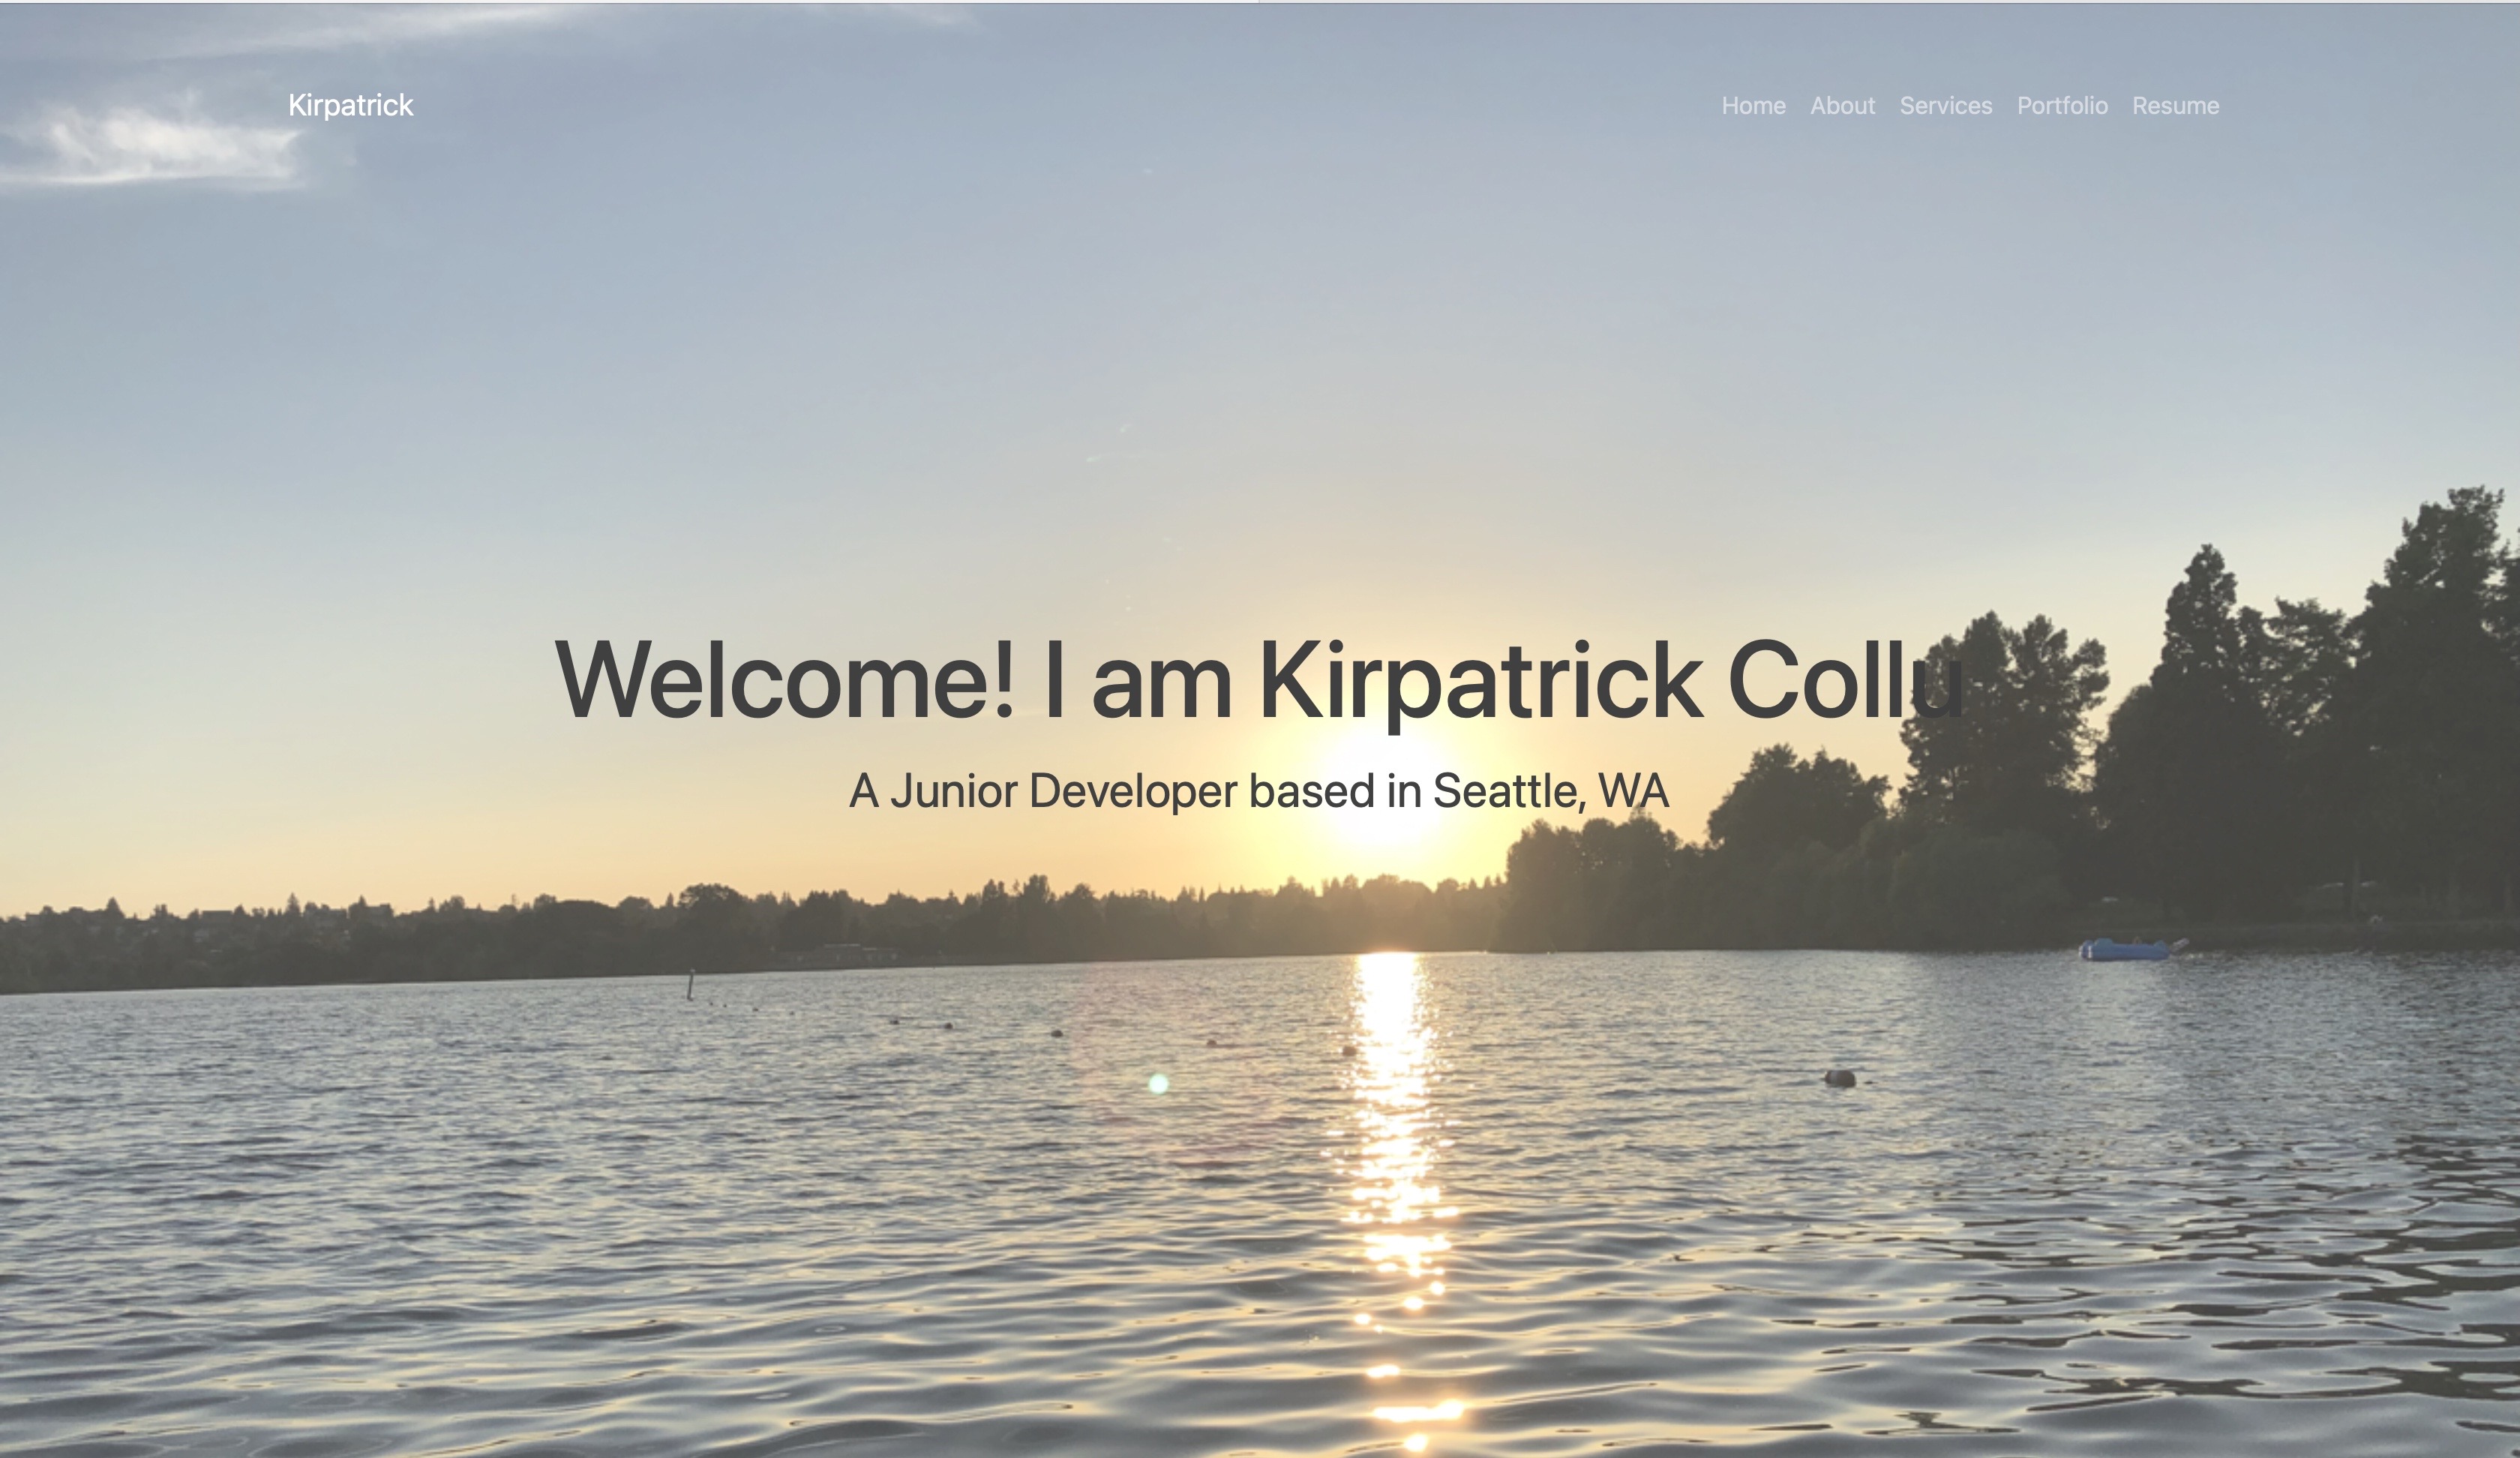 Kirpatrick
Home About Services Portfolio Resume
Welcome! I am Kirpatrick Collu
A Junior Developer based in Seattle, WA